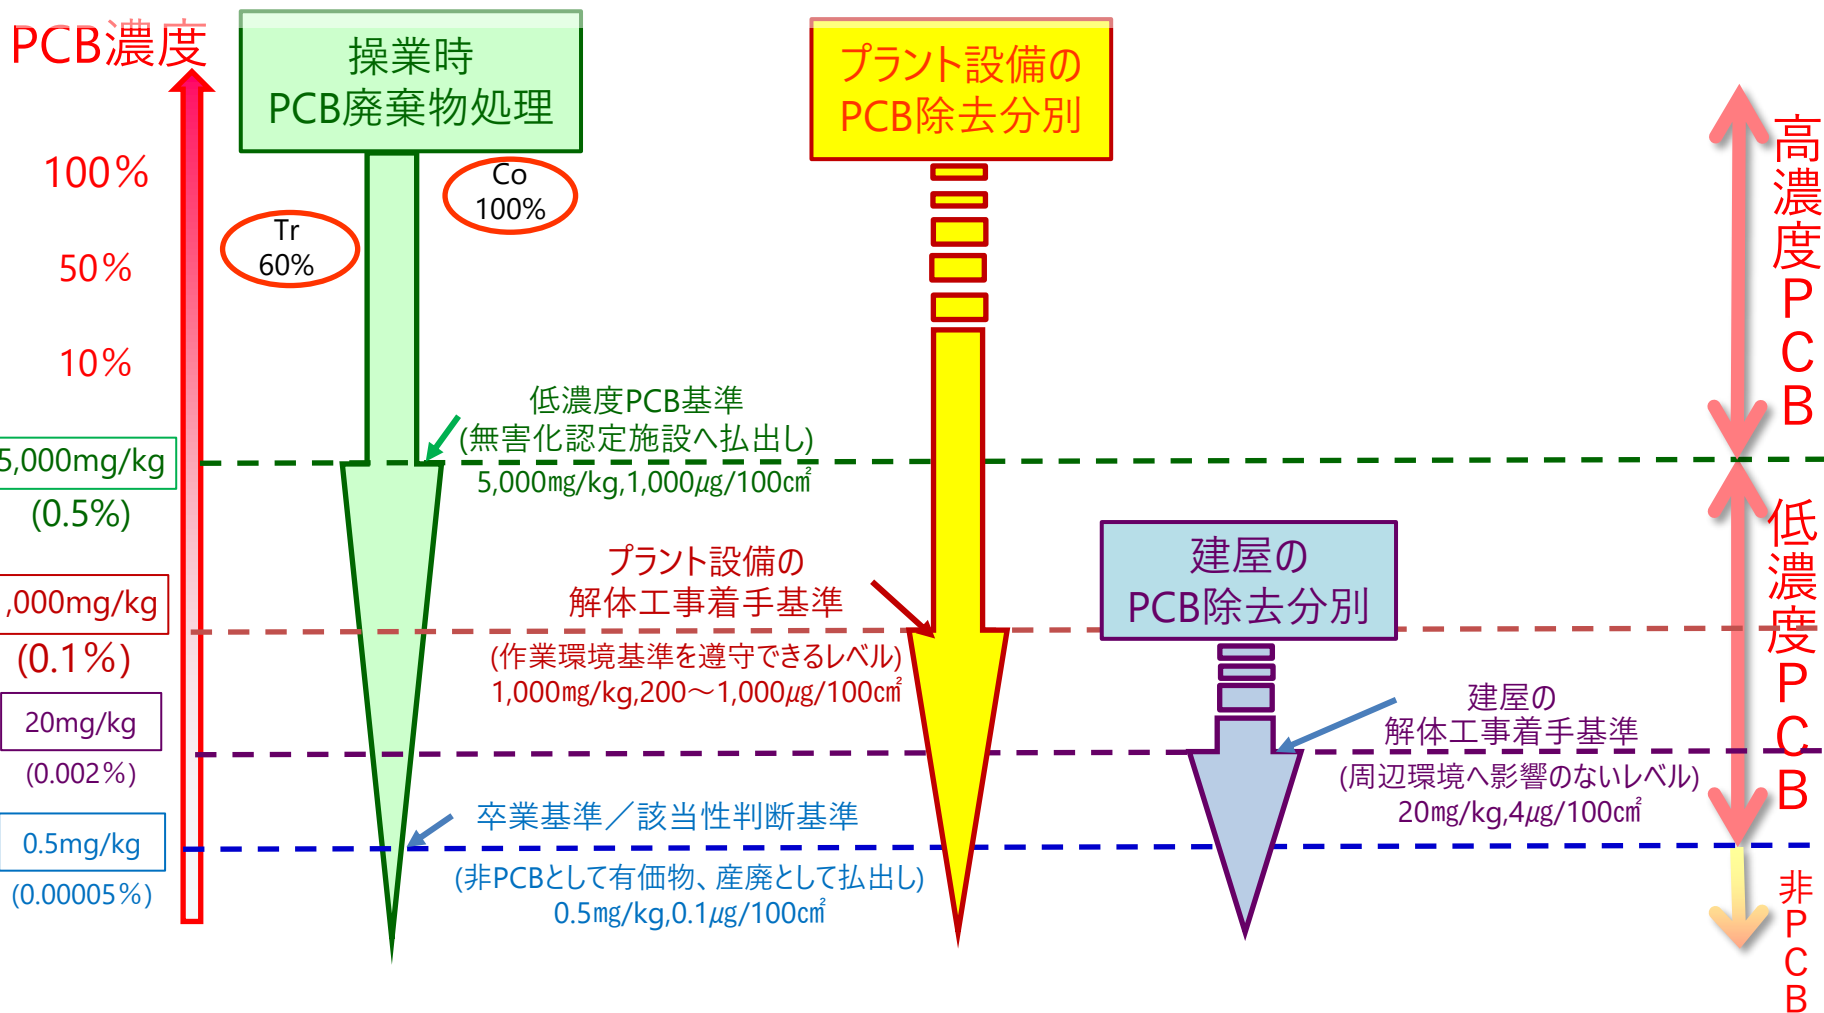 PCB濃度
操業時
PCB廃棄物処理
プラント設備の
PCB除去分別
100%
50%
10%
Co
100%
Tr
60%
低濃度PCB基準
(無害化認定施設へ払出し)
5,000㎎/kg,1,000㎍/100㎠
5,000mg/kg
(0.5%)
プラント設備の
解体工事着手基準
(作業環境基準を遵守できるレベル)
1,000㎎/kg,200～1,000㎍/100㎠
,000mg/kg
(0.1%)
建屋の
PCB除去分別
20mg/kg
(0.002%)
建屋の
解体工事着手基準
(周辺環境へ影響のないレベル)
20㎎/kg,4㎍/100㎠
0.5mg/kg
(0.00005%)
卒業基準／該当性判断基準
(非PCBとして有価物、産廃として払出し)
0.5㎎/kg,0.1㎍/100㎠
高濃度PCB
低濃度PCB
非PCB